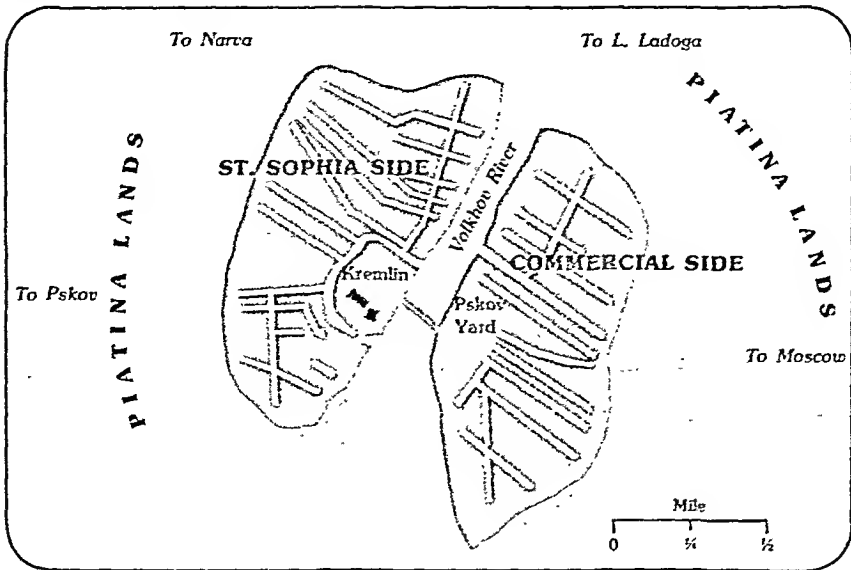 To Narva
To L. Ladoga
PIATINA LANDS
PIATINA LANDS
ST. SOPHIA SIDE
Volkhov River
COMMERCIAL SIDE
Kremlin
To Pskov
Pskov
Yard
To Moscow
Mile
0 ¼ ½